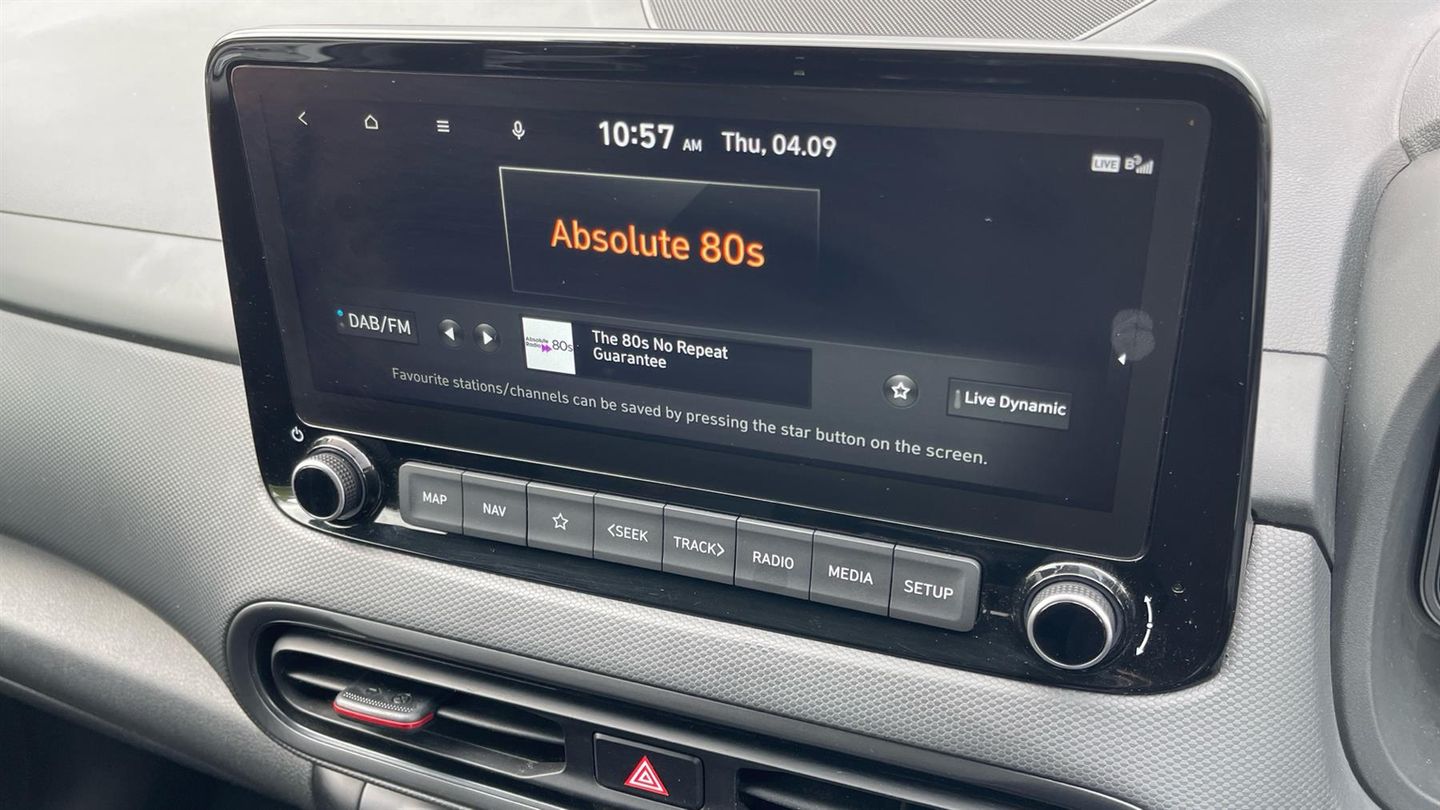 10:57 AM Thu, 04.09
LIVE B
Absolute 80s
DAB/FM
Absolute
Radio 80s
The 80s No Repeat
Guarantee
Live Dynamic
Favourite stations/channels can be saved by pressing the star button on the screen.
MAP
NAV
<SEEK
TRACK>
RADIO
MEDIA
SETUP